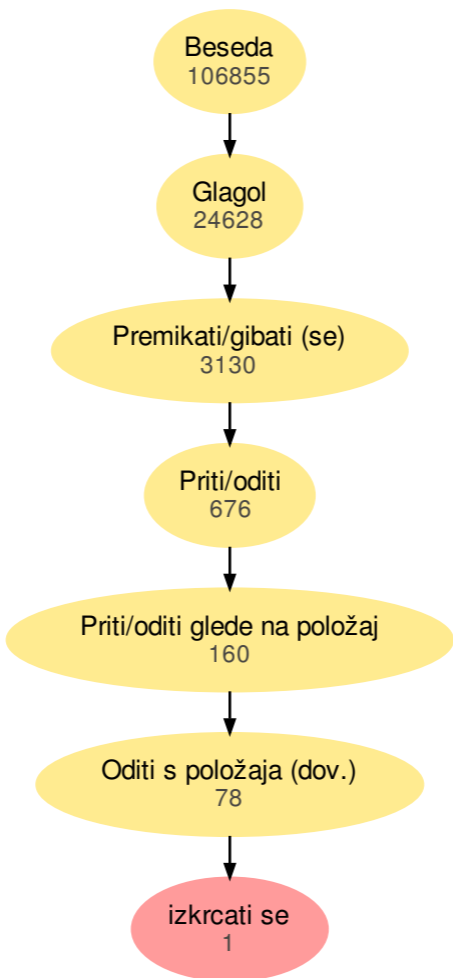 Beseda
106855
Glagol
24628
Premikati/gibati (se)
3130
Priti/oditi
676
Priti/oditi glede na položaj
160
Oditi s položaja (dov.)
78
izkrcati se
1